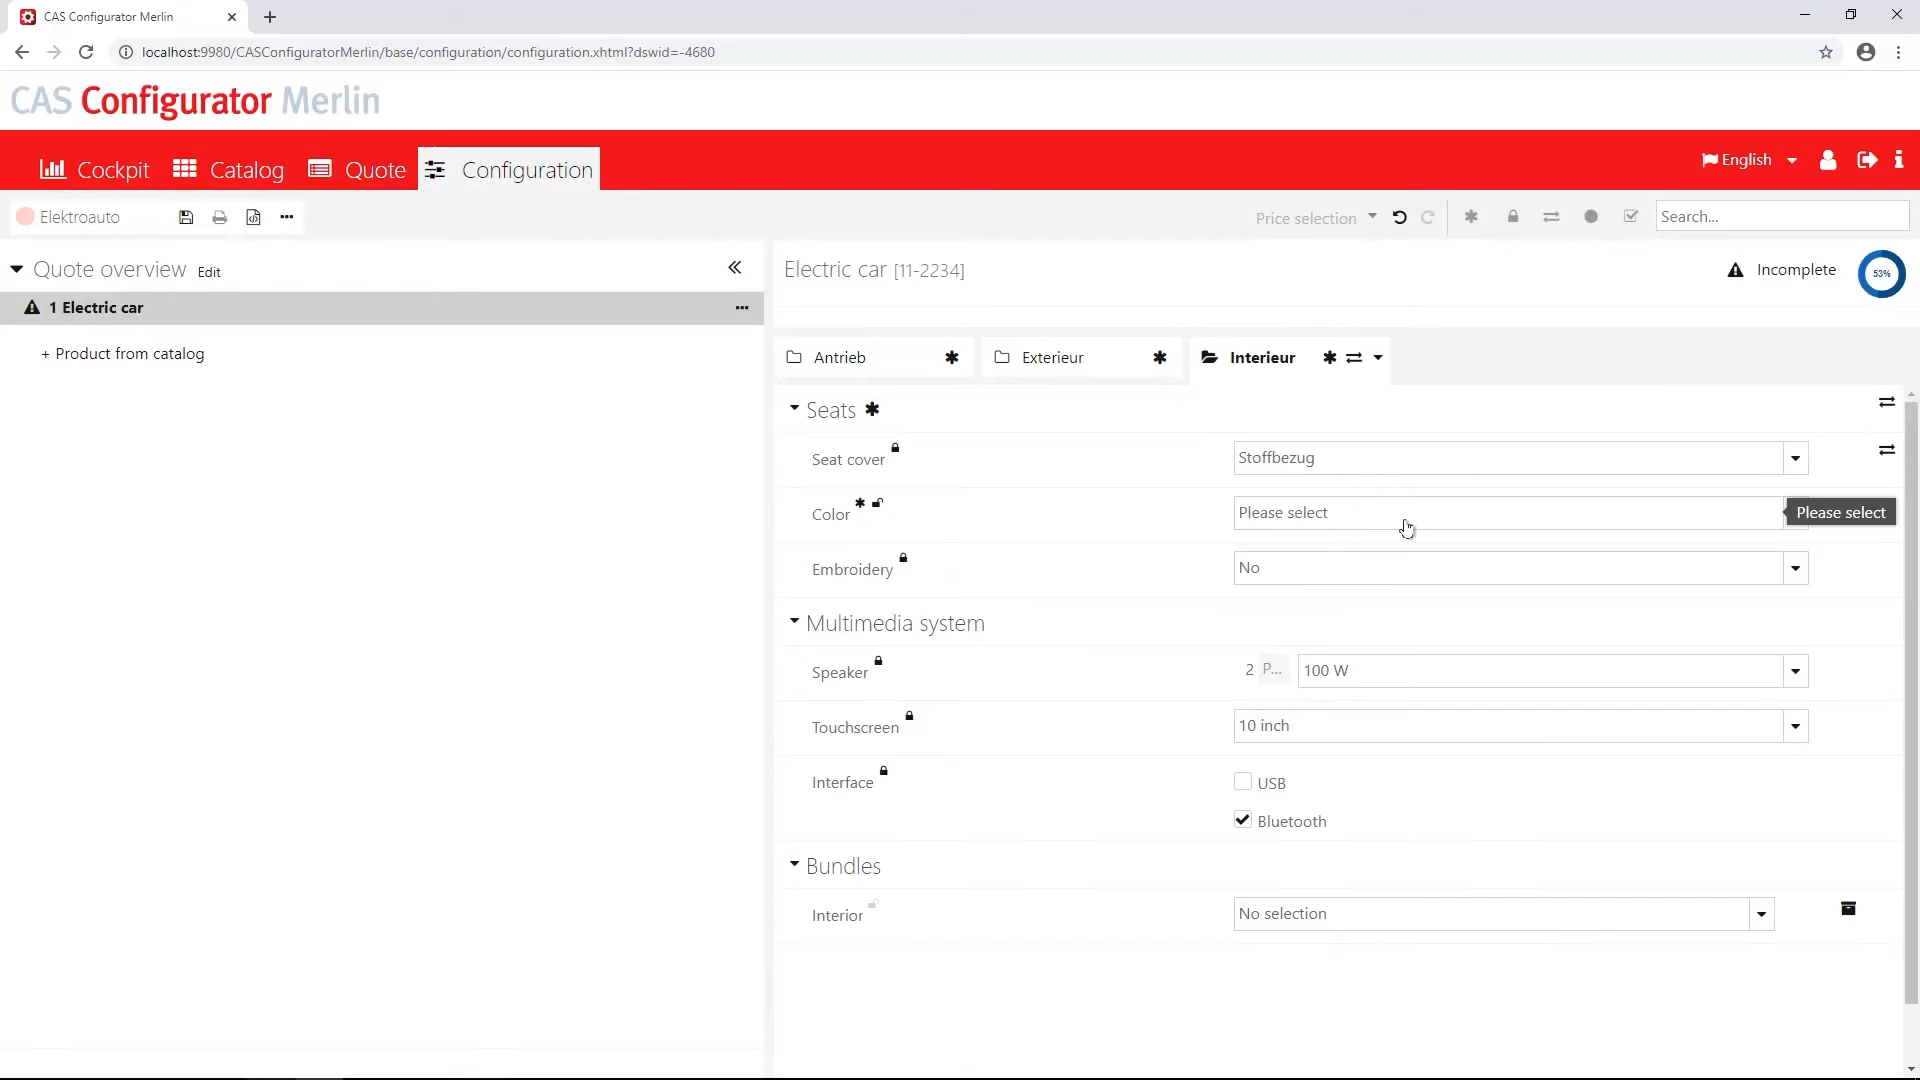 CAS Configurator Merlin
localhost:9980/CASConfiguratorMerlin/base/configuration/configuration.xhtml?dswid=-4680
CAS Configurator Merlin
Cockpit Catalog Quote Configuration English
Elektroauto Price selection Search...
Quote overview Edit
1 Electric car
+ Product from catalog
Electric car [11-2234] Incomplete 53%
Antrieb Exterieur Interieur
Seats
Seat cover Stoffbezug
Color Please select Please select
Embroidery No
Multimedia system
Speaker 2 P... 100 W
Touchscreen 10 inch
Interface USB
Bluetooth
Bundles
Interior No selection